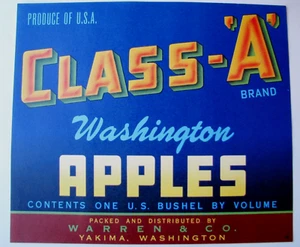 PRODUCE OF U.S.A.
CLASS-'A'
BRAND
Washington
APPLES
CONTENTS ONE U.S. BUSHEL BY VOLUME
PACKED AND DISTRIBUTED BY
WARREN & CO.
YAKIMA, WASHINGTON